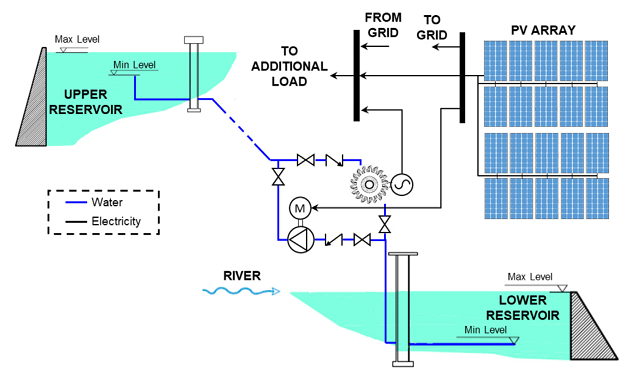 FROM
GRID
TO
GRID
PV ARRAY
Max Level
Min Level
UPPER
RESERVOIR
TO
ADDITIONAL
LOAD
Water
Electricity
M
RIVER
Max Level
LOWER
RESERVOIR
Min Level